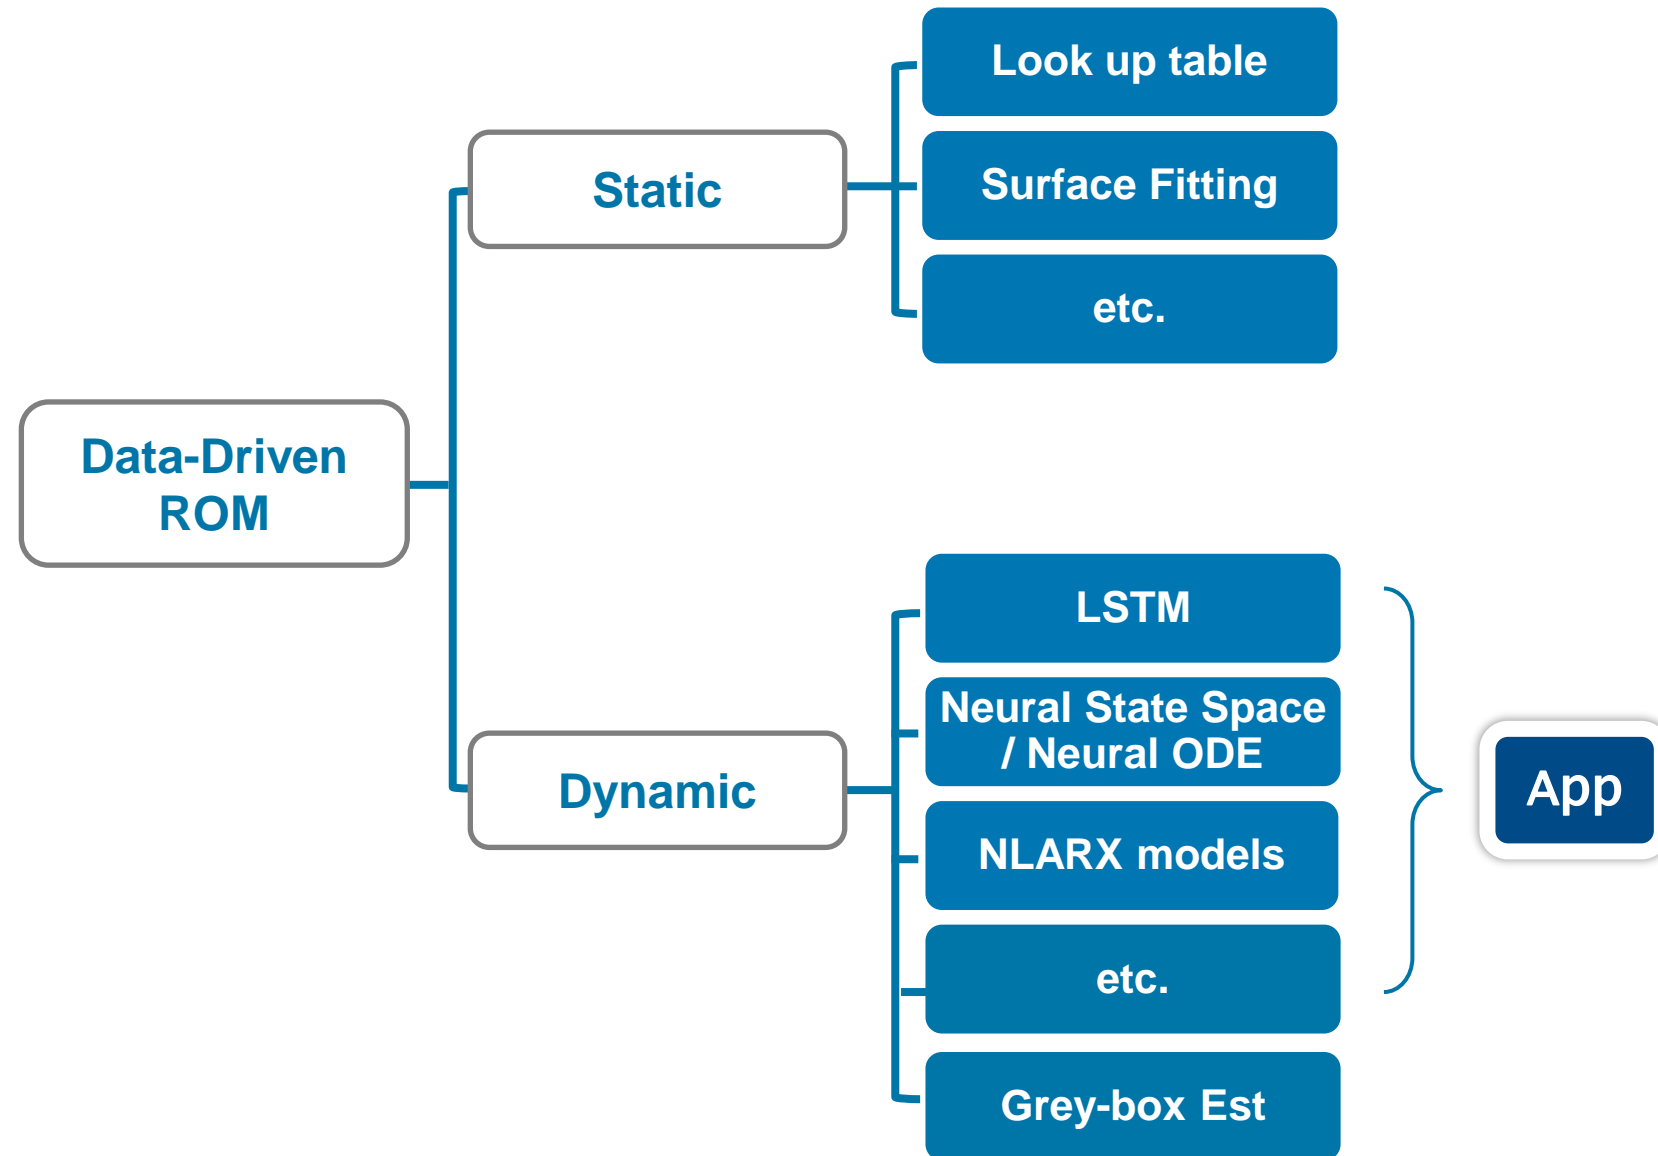 Look up table
Static
Surface Fitting
etc.
Data-Driven
ROM
LSTM
Neural State Space
/ Neural ODE
Dynamic
App
NLARX models
etc.
Grey-box Est